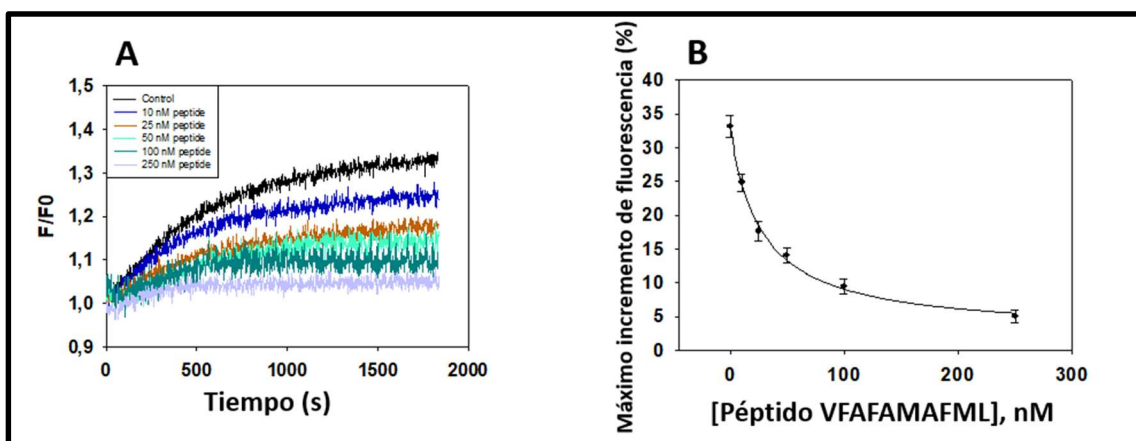 A
1,5
1,4
1,3
1,2
1,1
1,0
0,9
F/F0
Control
10 nM peptide
25 nM peptide
50 nM peptide
100 nM peptide
250 nM peptide
0
500
1000
1500
2000
Tiempo (s)
B
Máximo incremento de fluorescencia (%)
40
35
30
25
20
15
10
5
0
0
100
200
300
[Péptido VFAFAMAFML], nM